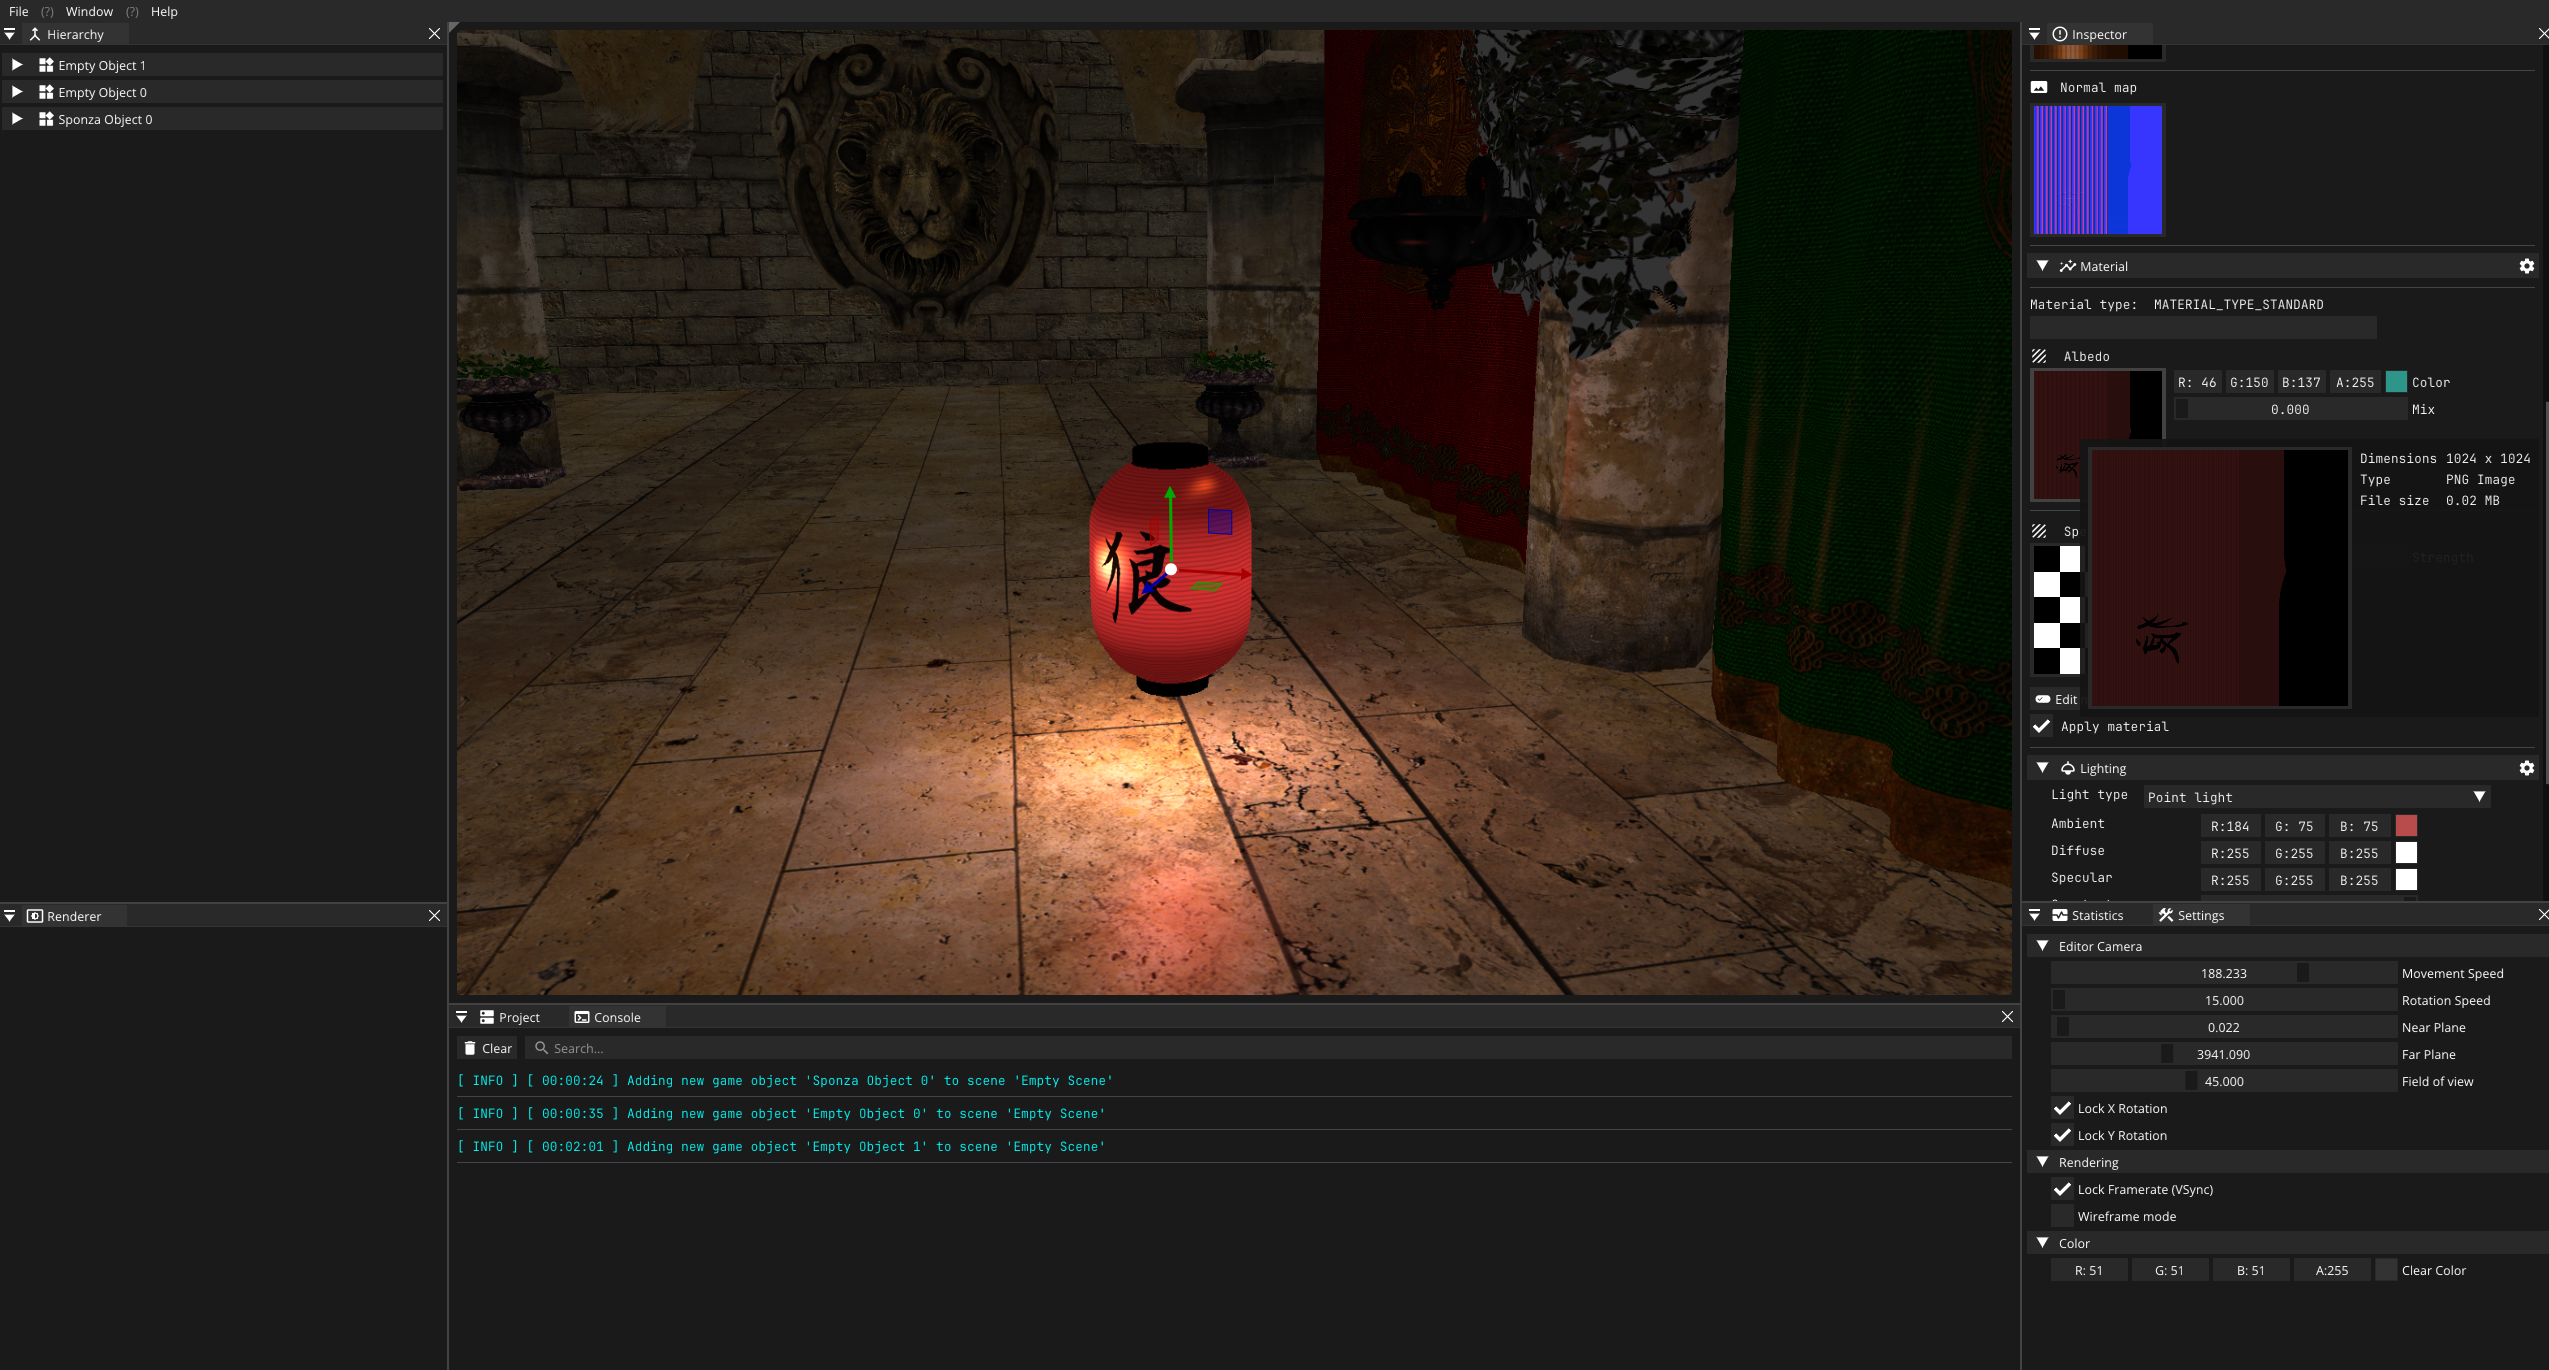 File (?) Window (?) Help
Hierarchy
Empty Object 1
Empty Object 0
Sponza Object 0
狼
Renderer
Project Console
Clear Search...
[ INFO ] [ 00:00:24 ] Adding new game object 'Sponza Object 0' to scene 'Empty Scene'
[ INFO ] [ 00:00:35 ] Adding new game object 'Empty Object 0' to scene 'Empty Scene'
[ INFO ] [ 00:02:01 ] Adding new game object 'Empty Object 1' to scene 'Empty Scene'
Inspector
Normal map
Material
Material type: MATERIAL_TYPE_STANDARD
Albedo
R: 46 G:150 B:137 A:255 Color
0.000 Mix
Dimensions 1024 x 1024
Type PNG Image
File size 0.02 MB
Sp
Strength
狼
Edit
Apply material
Lighting
Light type Point light
Ambient R:184 G: 75 B: 75
Diffuse R:255 G:255 B:255
Specular R:255 G:255 B:255
Statistics Settings
Editor Camera
188.233 Movement Speed
15.000 Rotation Speed
0.022 Near Plane
3941.090 Far Plane
45.000 Field of view
Lock X Rotation
Lock Y Rotation
Rendering
Lock Framerate (VSync)
Wireframe mode
Color
R: 51 G: 51 B: 51 A:255 Clear Color